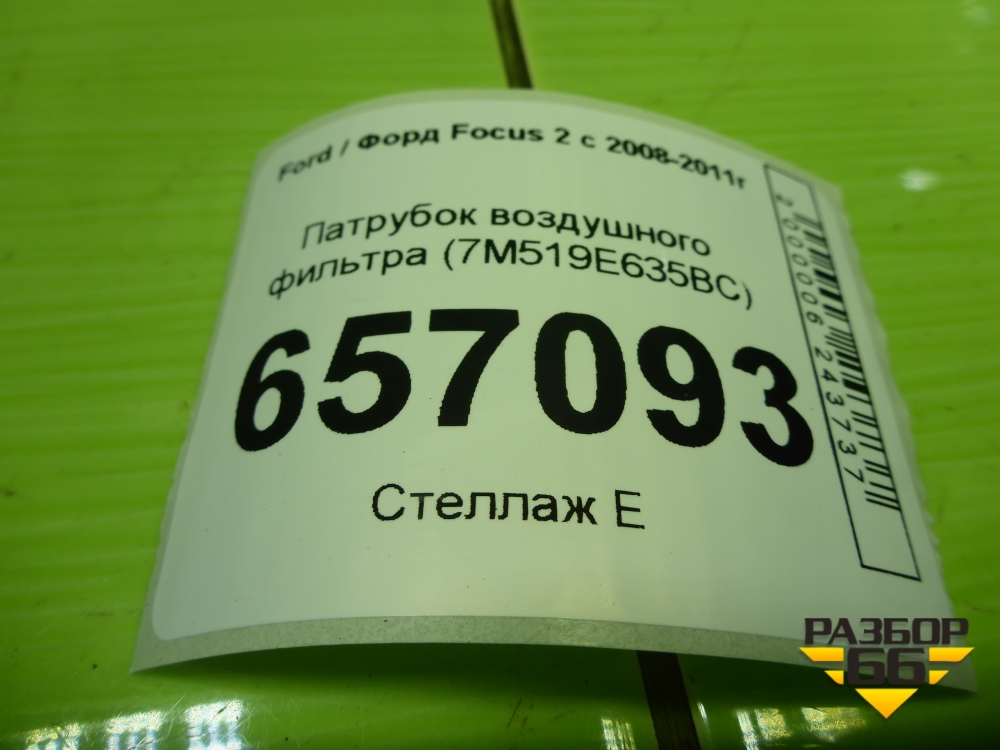 Ford / Форд Focus 2 с 2008-2011г
Патрубок воздушного
фильтра (7M519E635BC)
657093
Стеллаж Е
2000006243737
РАЗБОР
66